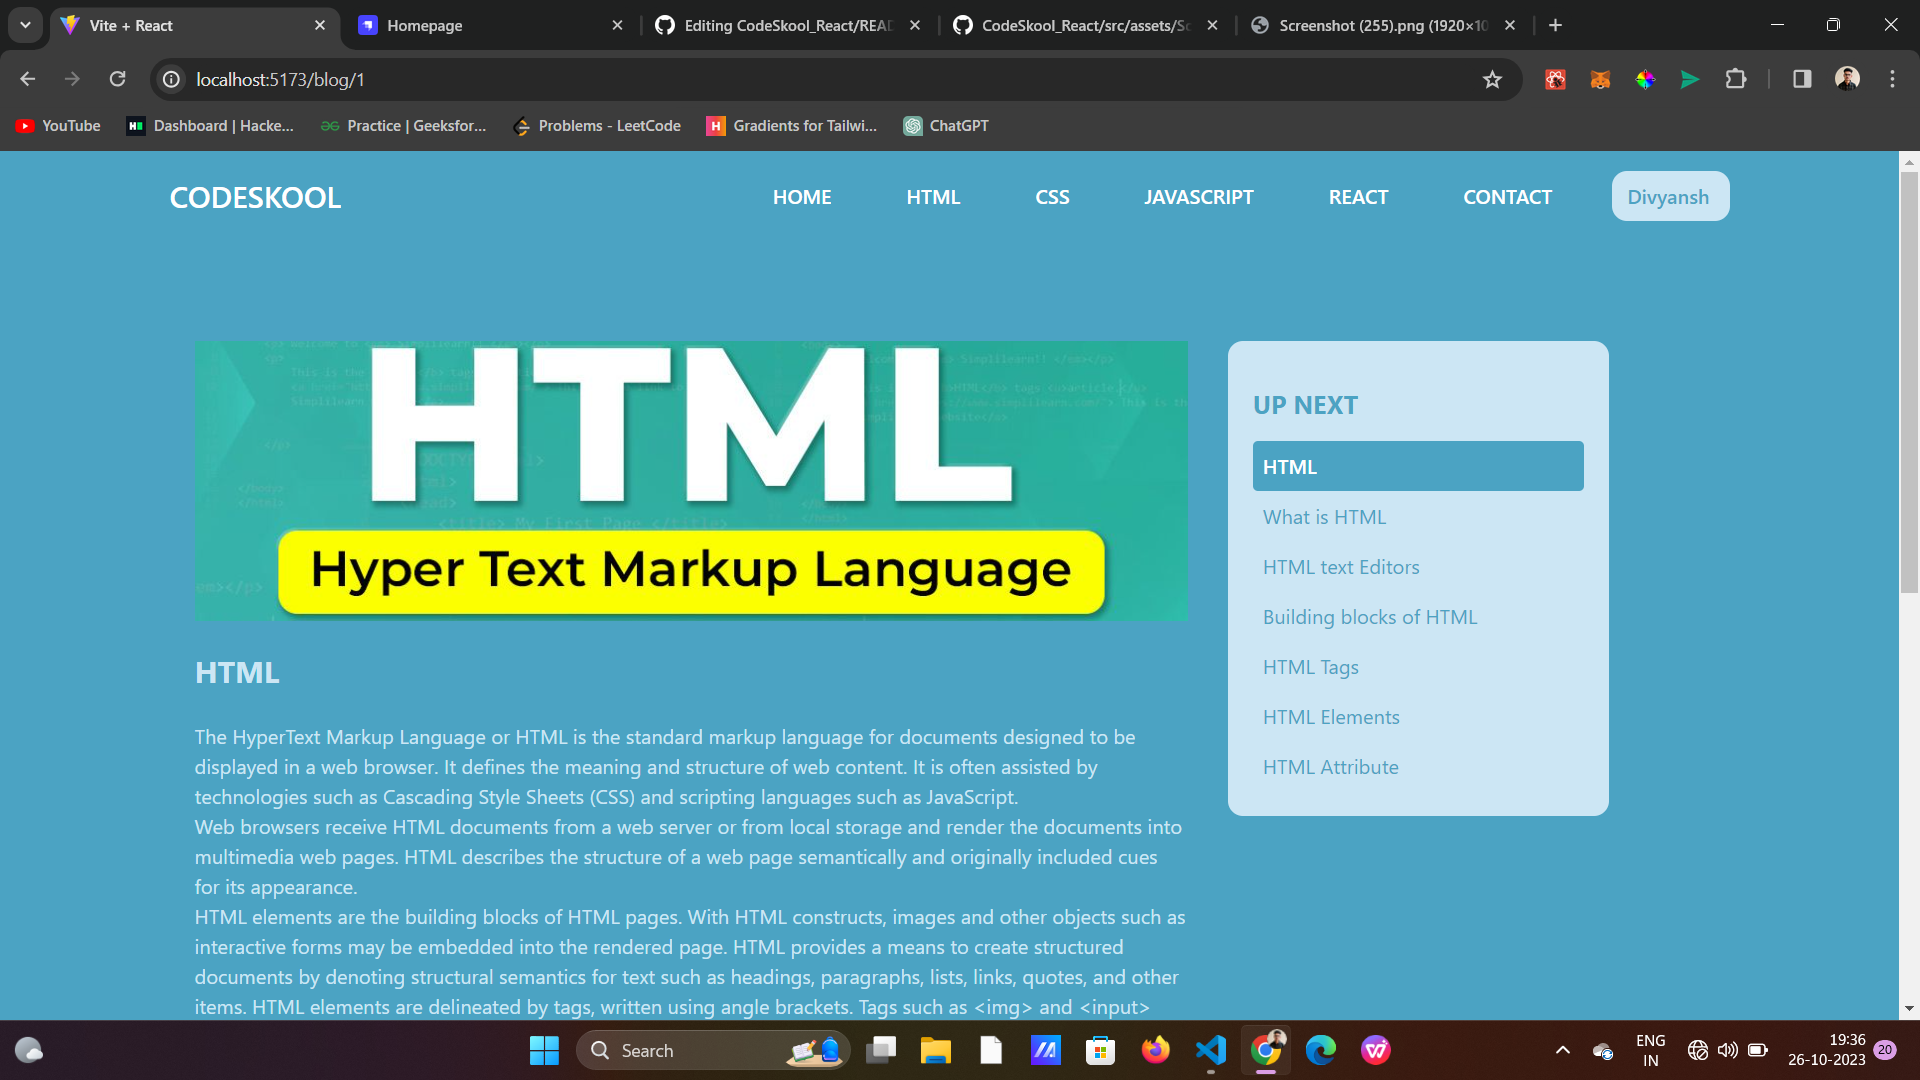 Vite + React
Homepage
Editing CodeSkool_React/READ
CodeSkool_React/src/assets/Sc
Screenshot (255).png (1920×10
localhost:5173/blog/1
YouTube
Dashboard | Hacke...
Practice | Geeksfor...
Problems - LeetCode
Gradients for Tailwi...
ChatGPT
CODESKOOL
HOME
HTML
CSS
JAVASCRIPT
REACT
CONTACT
Divyansh
HTML
Hyper Text Markup Language
<title> My First Page </title>
UP NEXT
HTML
What is HTML
HTML text Editors
Building blocks of HTML
HTML Tags
HTML Elements
HTML Attribute
HTML
The HyperText Markup Language or HTML is the standard markup language for documents designed to be
displayed in a web browser. It defines the meaning and structure of web content. It is often assisted by
technologies such as Cascading Style Sheets (CSS) and scripting languages such as JavaScript.
Web browsers receive HTML documents from a web server or from local storage and render the documents into
multimedia web pages. HTML describes the structure of a web page semantically and originally included cues
for its appearance.
HTML elements are the building blocks of HTML pages. With HTML constructs, images and other objects such as
interactive forms may be embedded into the rendered page. HTML provides a means to create structured
documents by denoting structural semantics for text such as headings, paragraphs, lists, links, quotes, and other
items. HTML elements are delineated by tags, written using angle brackets. Tags such as <img> and <input>
Search
ENG
IN
19:36
26-10-2023
20